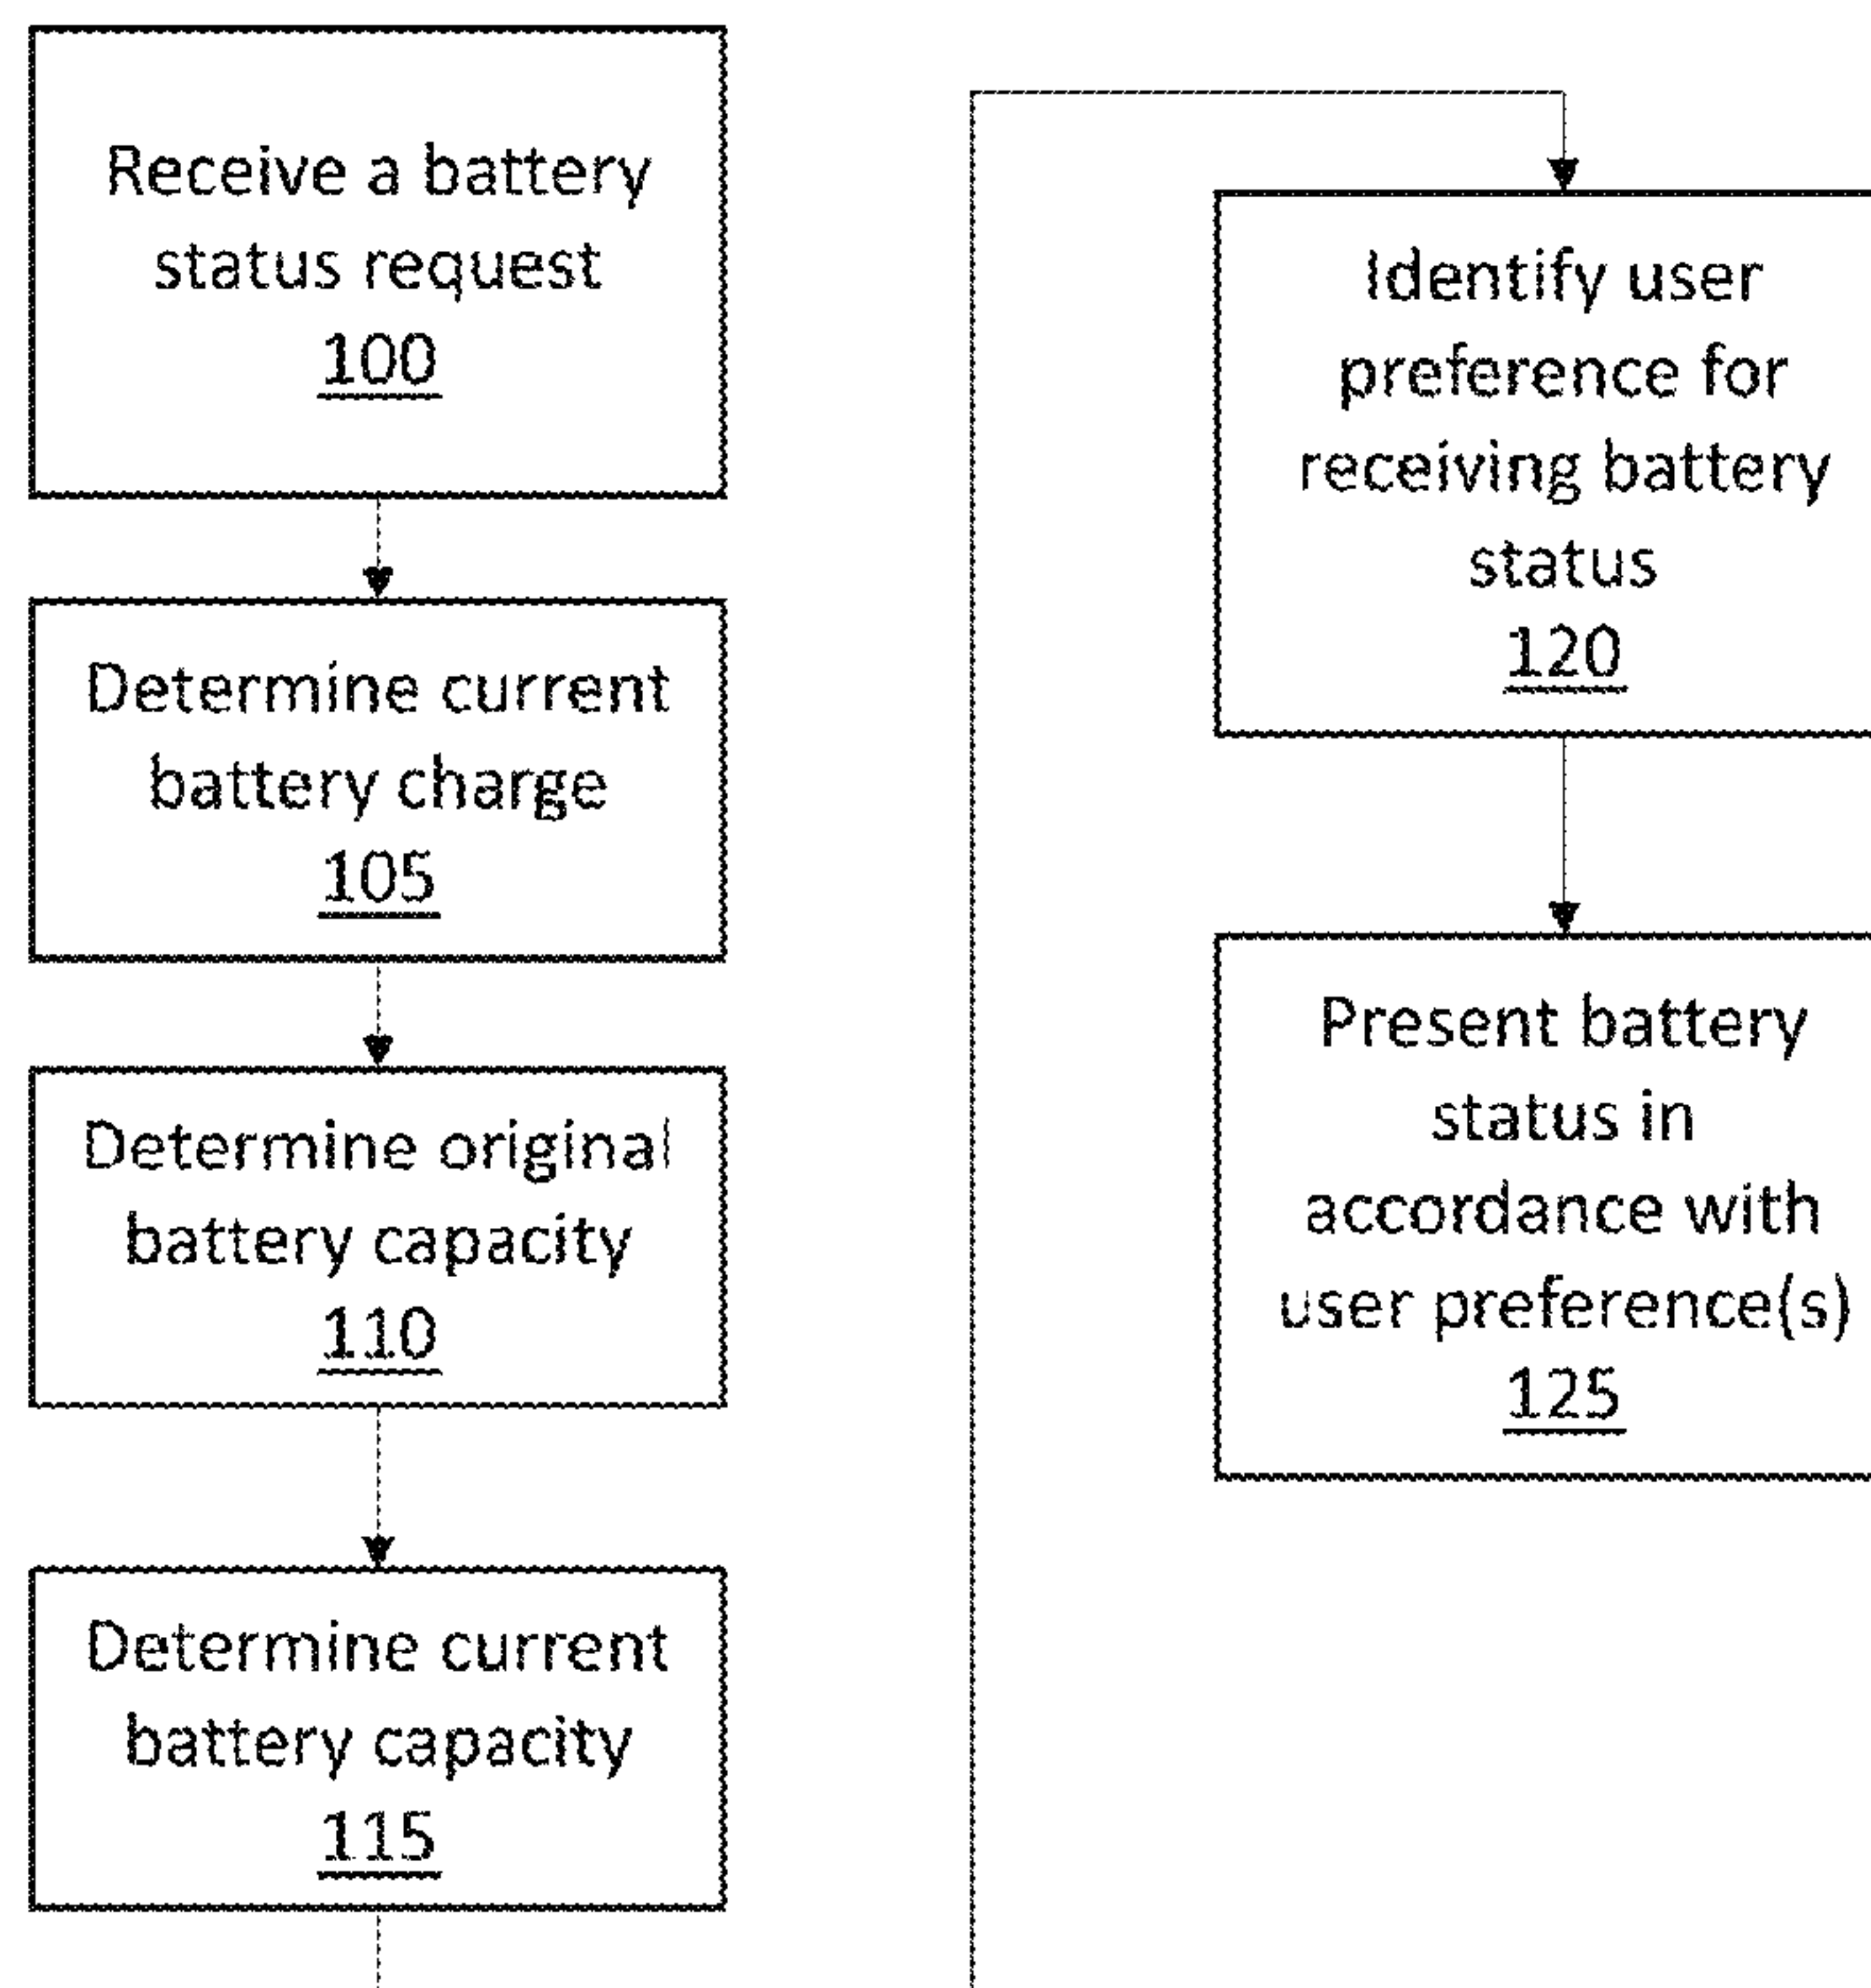 Receive a battery
status request
100
Determine current
battery charge
105
Determine original
battery capacity
110
Determine current
battery capacity
115
Identify user
preference for
receiving battery
status
120
Present battery
status in
accordance with
user preference(s)
125